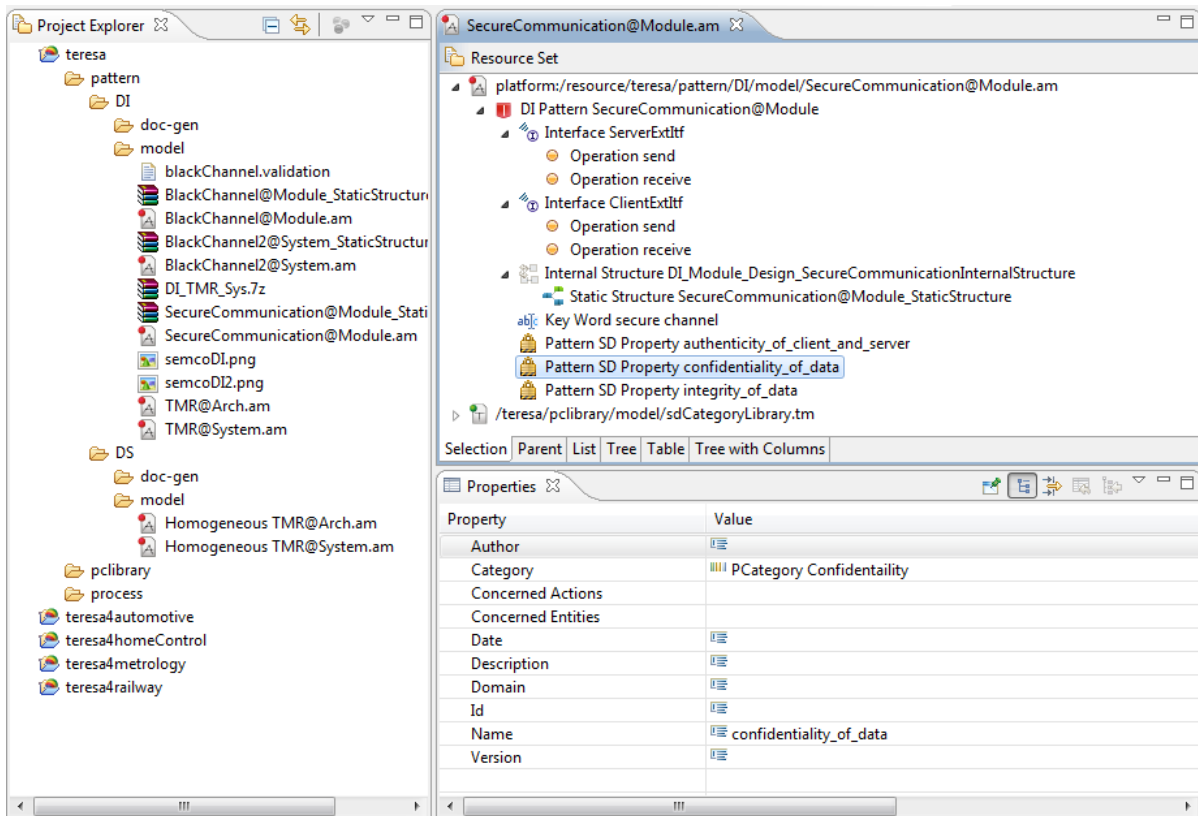 Project Explorer
teresa
pattern
DI
doc-gen
model
blackChannel.validation
BlackChannel@Module_StaticStructure
BlackChannel@Module.am
BlackChannel2@System_StaticStructur
BlackChannel2@System.am
DI_TMR_Sys.7z
SecureCommunication@Module_Stati
SecureCommunication@Module.am
semcoDI.png
semcoDI2.png
TMR@Arch.am
TMR@System.am
DS
doc-gen
model
Homogeneous TMR@Arch.am
Homogeneous TMR@System.am
pclibrary
process
teresa4automotive
teresa4homeControl
teresa4metrology
teresa4railway
SecureCommunication@Module.am
Resource Set
platform:/resource/teresa/pattern/DI/model/SecureCommunication@Module.am
DI Pattern SecureCommunication@Module
Interface ServerExtItf
Operation send
Operation receive
Interface ClientExtItf
Operation send
Operation receive
Internal Structure DI_Module_Design_SecureCommunicationInternalStructure
Static Structure SecureCommunication@Module_StaticStructure
Key Word secure channel
Pattern SD Property authenticity_of_client_and_server
Pattern SD Property confidentiality_of_data
Pattern SD Property integrity_of_data
/teresa/pclibrary/model/sdCategoryLibrary.tm
Selection Parent List Tree Table Tree with Columns
Properties
Property Value
Author
Category PCategory Confidentaility
Concerned Actions
Concerned Entities
Date
Description
Domain
Id
Name confidentiality_of_data
Version